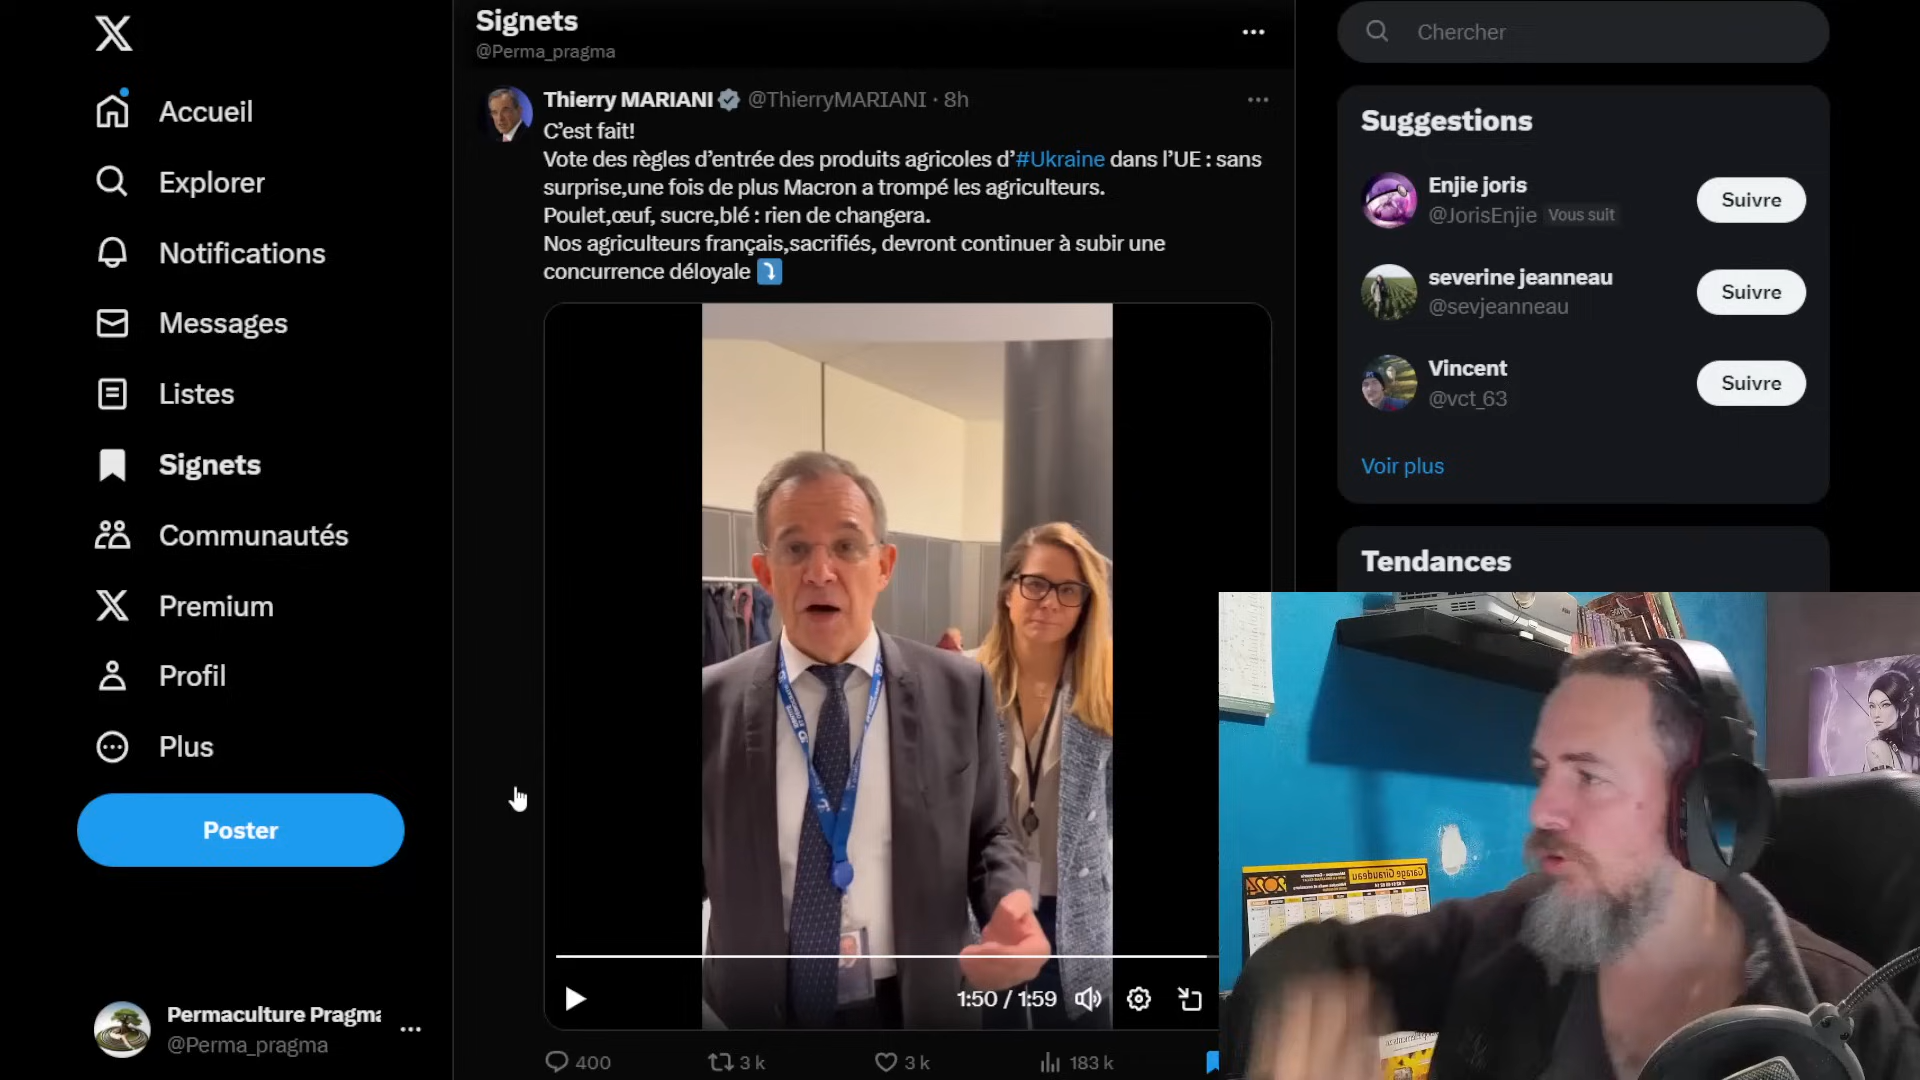 Accueil
Explorer
Notifications
Messages
Listes
Signets
Communautés
Premium
Profil
Plus
Poster
Permaculture Pragma
@Perma_pragma
Signets
@Perma_pragma
Thierry MARIANI @ThierryMARIANI · 8h
C’est fait!
Vote des règles d’entrée des produits agricoles d’#Ukraine dans l’UE : sans
surprise,une fois de plus Macron a trompé les agriculteurs.
Poulet,œuf, sucre,blé : rien de changera.
Nos agriculteurs français,sacrifiés, devront continuer à subir une
concurrence déloyale
1:50 / 1:59
400
3 k
3 k
183 k
Chercher
Suggestions
Enjie joris
@JorisEnjie Vous suit
Suivre
severine jeanneau
@sevjeanneau
Suivre
Vincent
@vct_63
Suivre
Voir plus
Tendances
Garage Giraudeau
2024